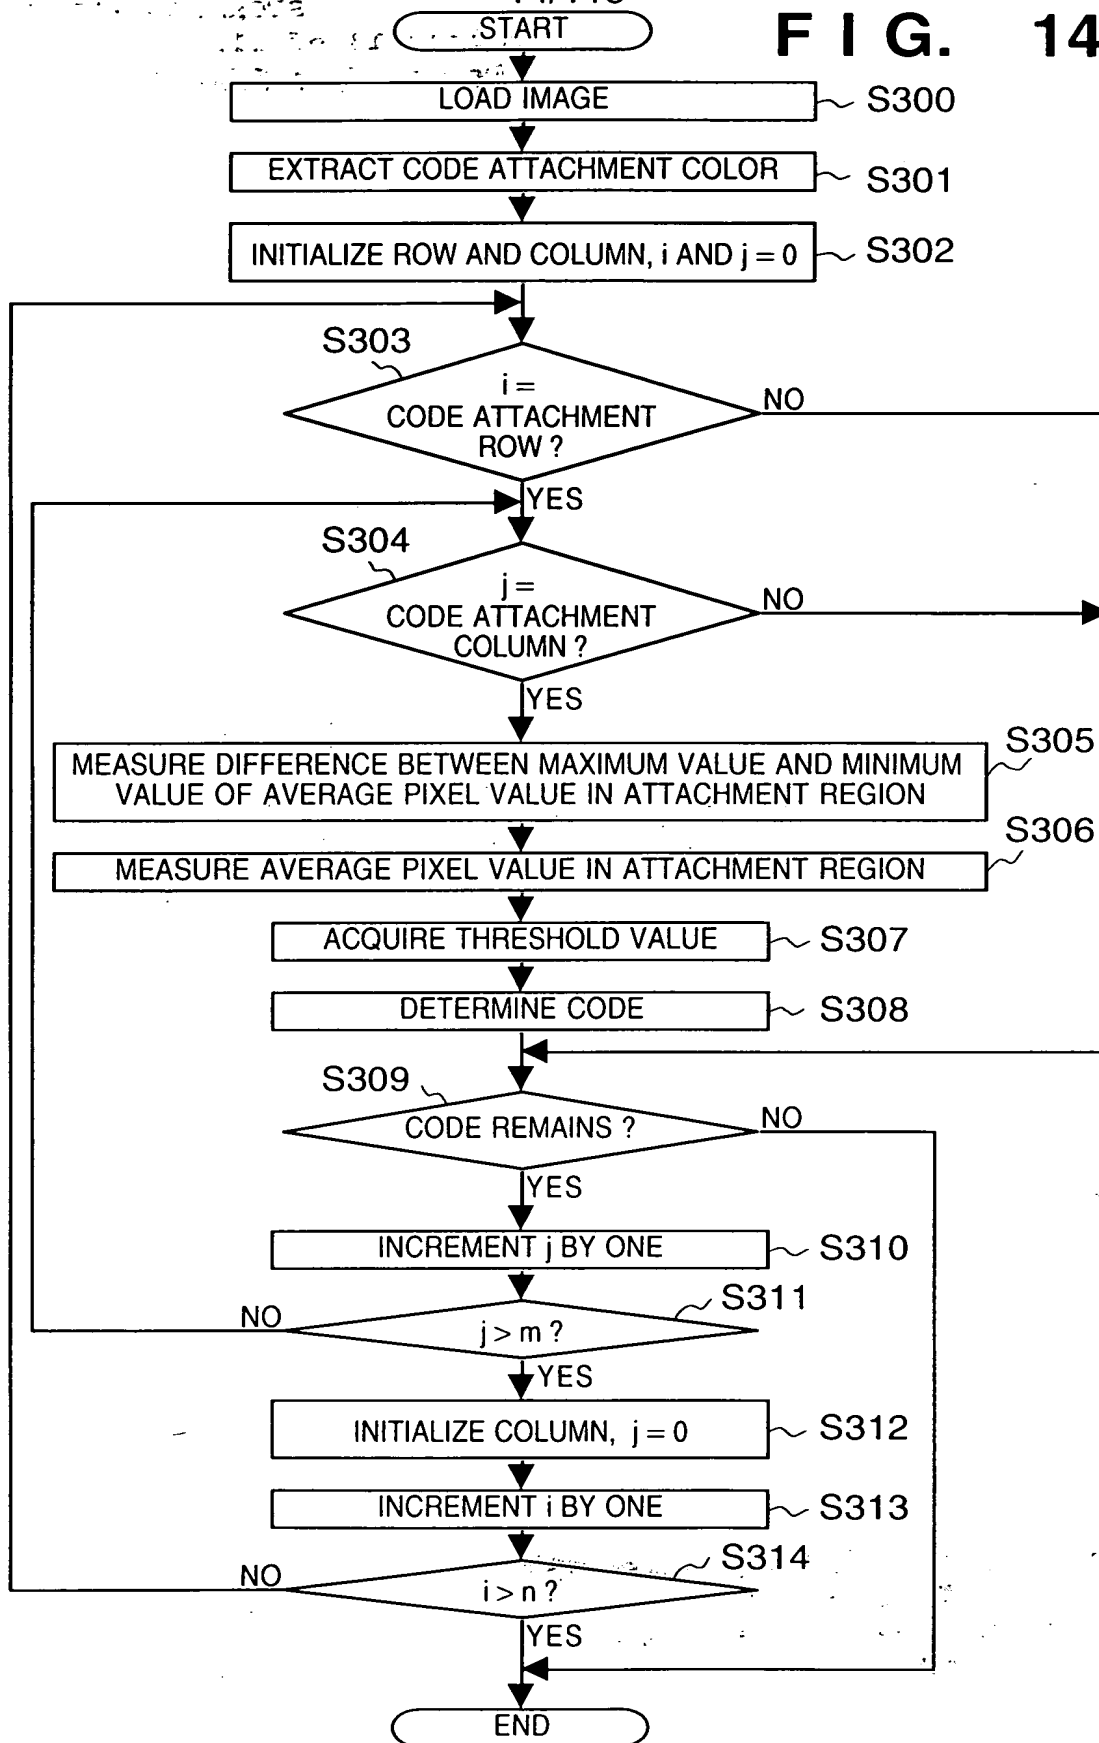 START
F I G. 14
LOAD IMAGE
S300
EXTRACT CODE ATTACHMENT COLOR
S301
INITIALIZE ROW AND COLUMN, i AND j = 0
S302
S303
i =
CODE ATTACHMENT
ROW ?
NO
YES
S304
j =
CODE ATTACHMENT
COLUMN ?
NO
YES
S305
MEASURE DIFFERENCE BETWEEN MAXIMUM VALUE AND MINIMUM
VALUE OF AVERAGE PIXEL VALUE IN ATTACHMENT REGION
S306
MEASURE AVERAGE PIXEL VALUE IN ATTACHMENT REGION
ACQUIRE THRESHOLD VALUE
S307
DETERMINE CODE
S308
S309
CODE REMAINS ?
NO
YES
INCREMENT j BY ONE
S310
S311
NO
j > m ?
YES
INITIALIZE COLUMN, j = 0
S312
INCREMENT i BY ONE
S313
S314
NO
i > n ?
YES
END